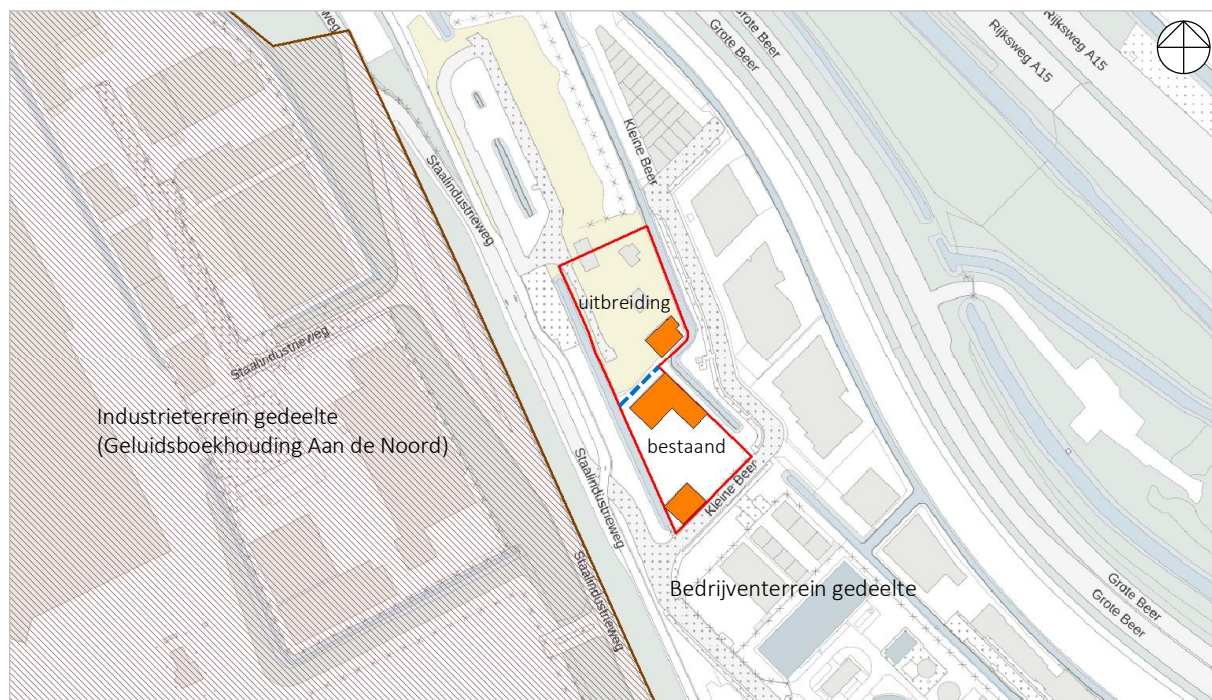 weg
Grote Beer
Grote Beer
Rijksweg A15
Rijksweg A15
Kleine Beer
Staalindustrieweg
Staalindustrieweg
uitbreiding
Industrieterrein gedeelte
(Geluidsboekhouding Aan de Noord)
bestaand
Staalindustrieweg
Kleine Beer
Staalindustrieweg
Bedrijventerrein gedeelte
Grote Beer
Grote Beer